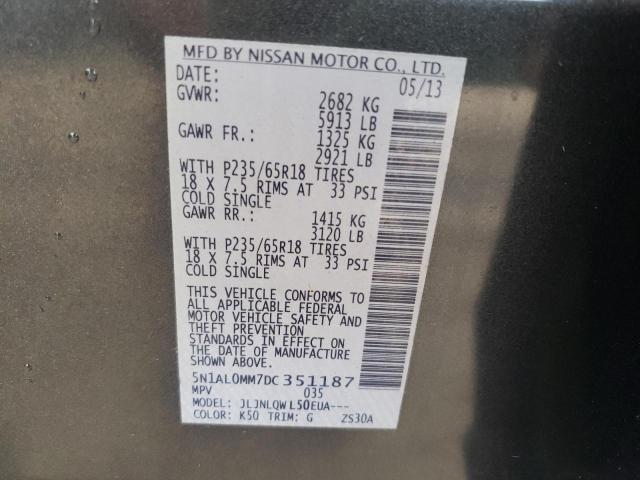 MFD BY NISSAN MOTOR CO., LTD.
DATE: 05/13
GVWR: 2682 KG
5913 LB
GAWR FR.: 1325 KG
2921 LB
WITH P235/65R18 TIRES
18 X 7.5 RIMS AT 33 PSI
COLD SINGLE
GAWR RR.: 1415 KG
3120 LB
WITH P235/65R18 TIRES
18 X 7.5 RIMS AT 33 PSI
COLD SINGLE
THIS VEHICLE CONFORMS TO
ALL APPLICABLE FEDERAL
MOTOR VEHICLE SAFETY AND
THEFT PREVENTION
STANDARDS IN EFFECT ON
THE DATE OF MANUFACTURE
SHOWN ABOVE.
5N1AL0MM7DC351187
MPV 035
MODEL: JLJNLQWL50EUA---
COLOR: K50 TRIM: G ZS30A